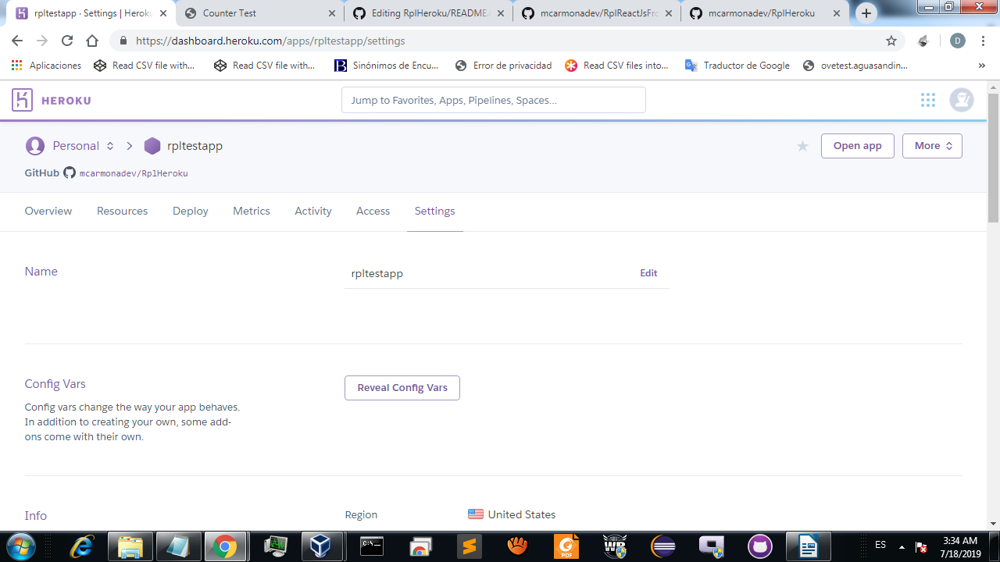 rpltestapp · Settings | Heroku
Counter Test
Editing RplHeroku/README.
mcarmonadev/RplReactJsFro
mcarmonadev/RplHeroku
https://dashboard.heroku.com/apps/rpltestapp/settings
D
Aplicaciones
Read CSV file with...
Read CSV file with...
B
Sinónimos de Encu...
Error de privacidad
Read CSV files into...
Traductor de Google
ovetest.aguasandin...
»
HEROKU
Jump to Favorites, Apps, Pipelines, Spaces...
Personal
rpltestapp
Open app
More
GitHub mcarmonadev/RplHeroku
Overview
Resources
Deploy
Metrics
Activity
Access
Settings
Name
rpltestapp
Edit
Config Vars
Reveal Config Vars
Config vars change the way your app behaves.
In addition to creating your own, some add-
ons come with their own.
Info
Region
United States
C:\_
PDF
ES
3:34 AM
7/18/2019